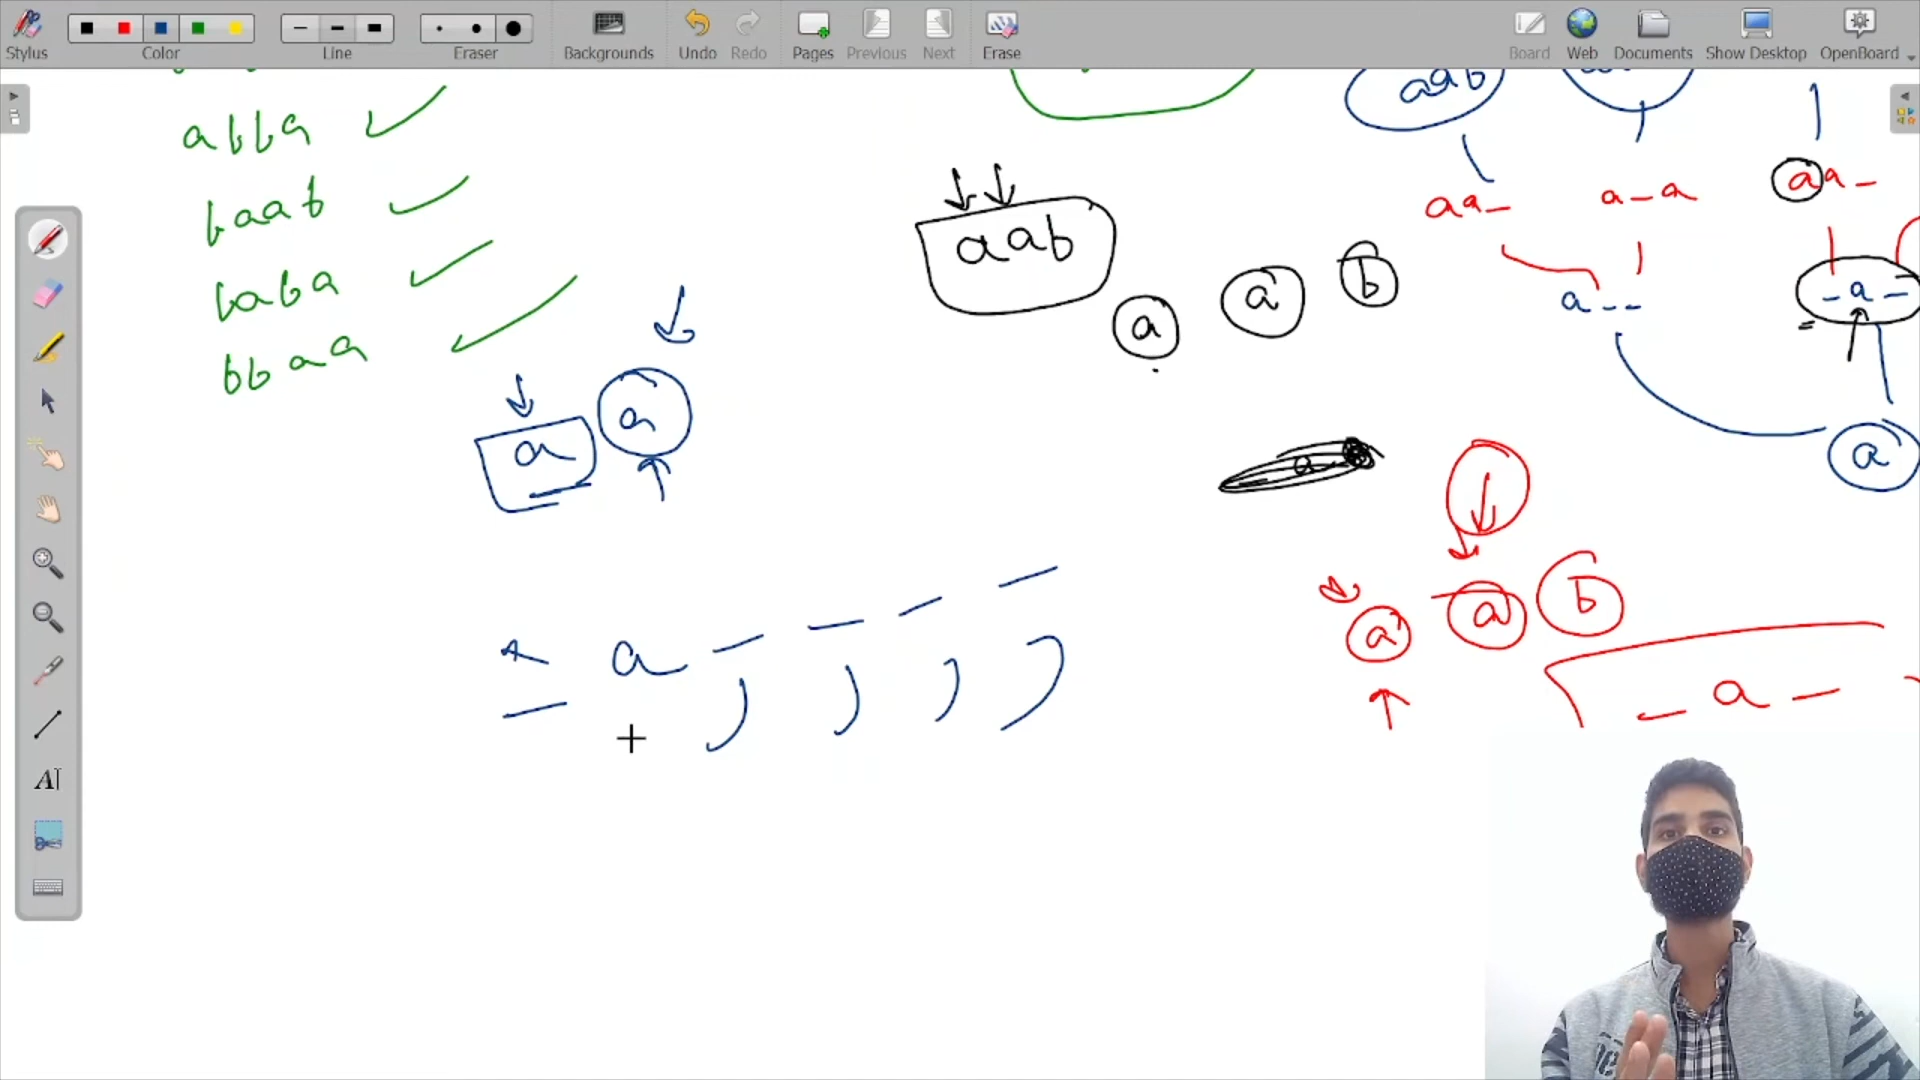 Stylus Color Line Eraser Backgrounds Undo Redo Pages Previous Next Erase Board Web Documents Show Desktop OpenBoard
abba
baab
baba
bbaa
a a
aab
a a b
aab
aa_
a_a
aa_
a__
_a_
a
a
a a b
_a_
a _ _ _ _
AI